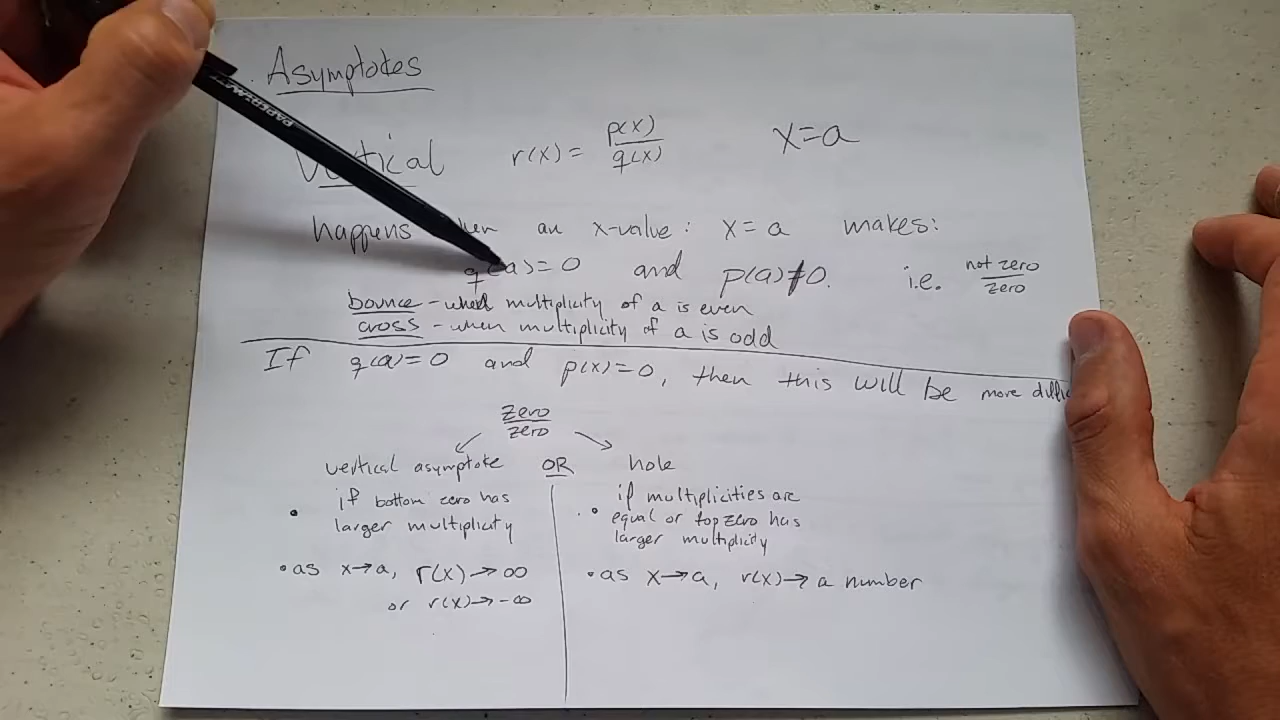 Asymptotes
Vertical r(x) = p(x)/q(x) x=a
happens an x-value: x=a makes:
q(a)=0 and p(a)≠0. i.e. not zero/zero
bounce - when multiplicity of a is even
cross - when multiplicity of a is odd
If q(a)=0 and p(x)=0, then this will be more
zero/zero
vertical asymptote OR hole
• if bottom zero has larger multiplicity
• if multiplicities are equal or top zero has larger multiplicity
• as x→a, r(x)→∞
or r(x)→-∞
• as x→a, r(x)→ a number
PAPERMATE